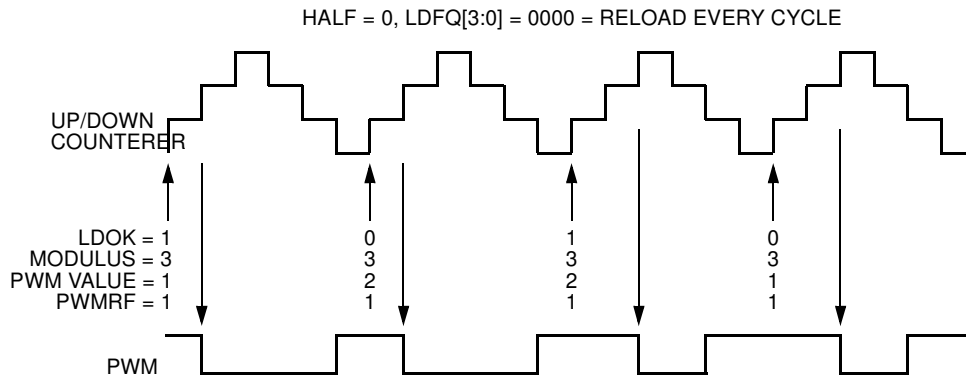 HALF = 0, LDFQ[3:0] = 0000 = RELOAD EVERY CYCLE
UP/DOWN
COUNTERER
LDOK = 1 0 1 0
MODULUS = 3 3 3 3
PWM VALUE = 1 2 2 1
PWMRF = 1 1 1 1
PWM